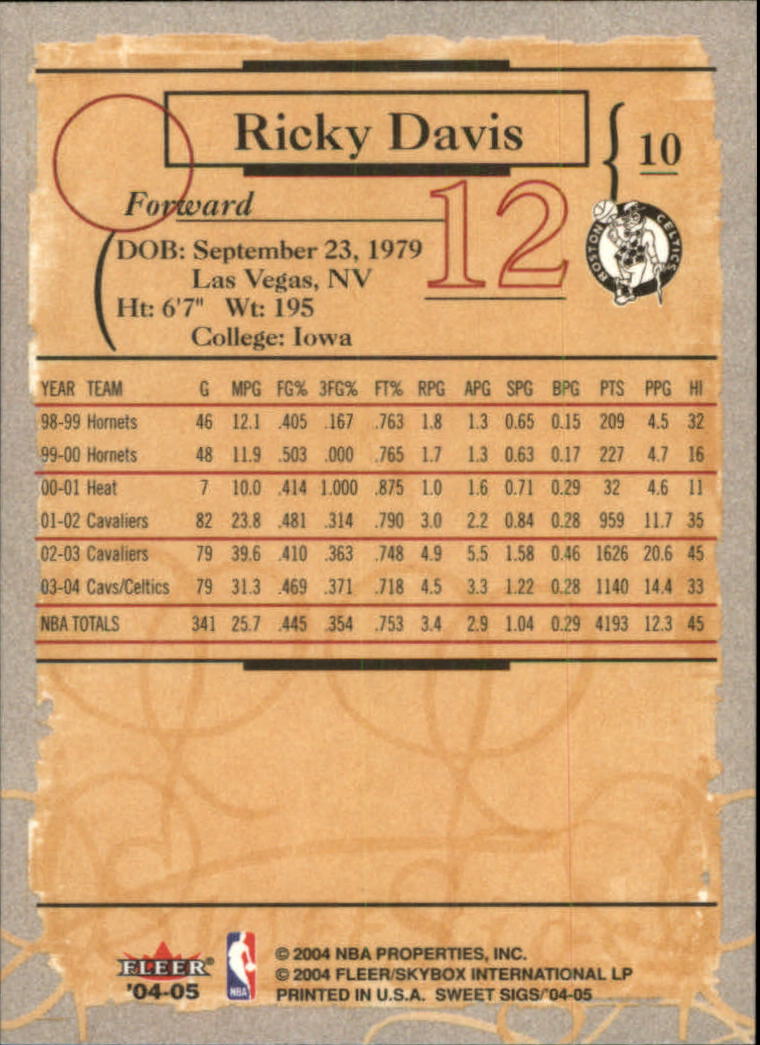 Ricky Davis
10
Forward
12
DOB: September 23, 1979
Las Vegas, NV
Ht: 6'7" Wt: 195
College: Iowa
BOSTON CELTICS
YEAR TEAM G MPG FG% 3FG% FT% RPG APG SPG BPG PTS PPG HI
98-99 Hornets 46 12.1 .405 .167 .763 1.8 1.3 0.65 0.15 209 4.5 32
99-00 Hornets 48 11.9 .503 .000 .765 1.7 1.3 0.63 0.17 227 4.7 16
00-01 Heat 7 10.0 .414 1.000 .875 1.0 1.6 0.71 0.29 32 4.6 11
01-02 Cavaliers 82 23.8 .481 .314 .790 3.0 2.2 0.84 0.28 959 11.7 35
02-03 Cavaliers 79 39.6 .410 .363 .748 4.9 5.5 1.58 0.46 1626 20.6 45
03-04 Cavs/Celtics 79 31.3 .469 .371 .718 4.5 3.3 1.22 0.28 1140 14.4 33
NBA TOTALS 341 25.7 .445 .354 .753 3.4 2.9 1.04 0.29 4193 12.3 45
FLEER®
'04-05
NBA
© 2004 NBA PROPERTIES, INC.
© 2004 FLEER/SKYBOX INTERNATIONAL LP
PRINTED IN U.S.A. SWEET SIGS/'04-05